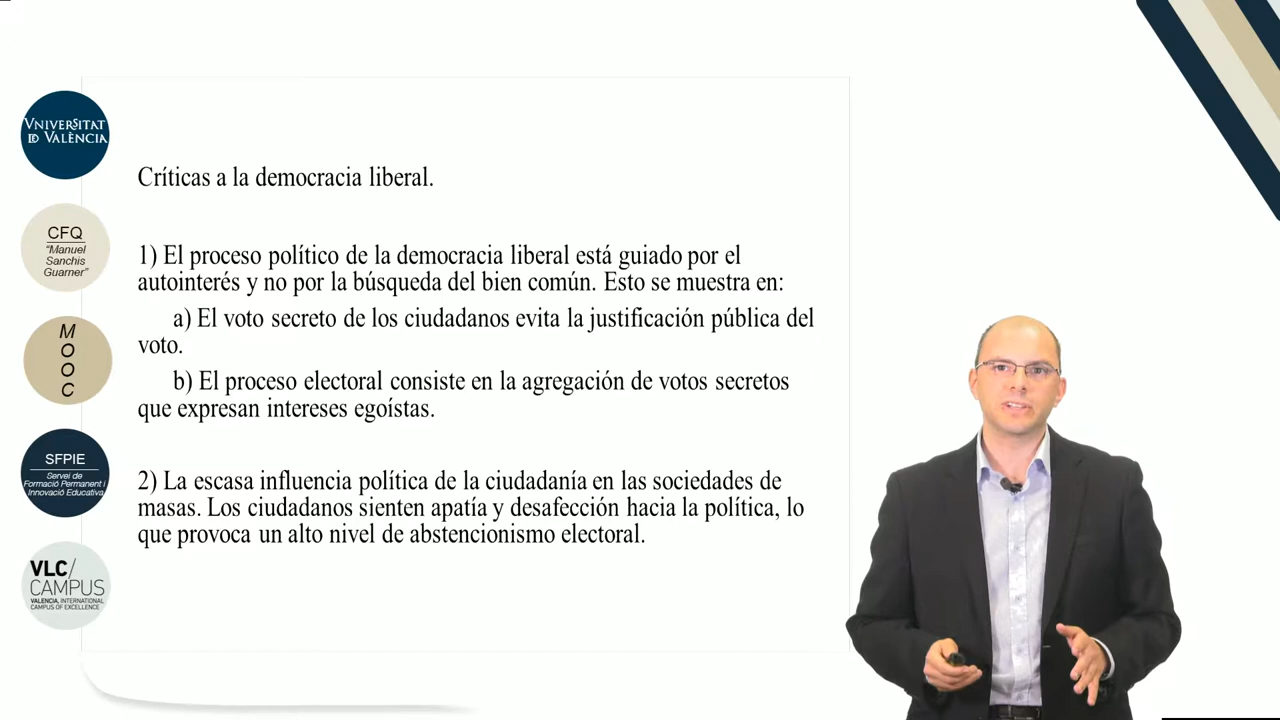 VNIVERSITAT
DE VALÈNCIA
CFQ
"Manuel
Sanchis
Guarner"
M
O
O
C
SFPIE
Servei de
Formació Permanent i
Innovació Educativa
VLC/
CAMPUS
VALENCIA, INTERNATIONAL
CAMPUS OF EXCELLENCE
Críticas a la democracia liberal.
1) El proceso político de la democracia liberal está guiado por el
autointerés y no por la búsqueda del bien común. Esto se muestra en:
a) El voto secreto de los ciudadanos evita la justificación pública del
voto.
b) El proceso electoral consiste en la agregación de votos secretos
que expresan intereses egoístas.
2) La escasa influencia política de la ciudadanía en las sociedades de
masas. Los ciudadanos sienten apatía y desafección hacia la política, lo
que provoca un alto nivel de abstencionismo electoral.